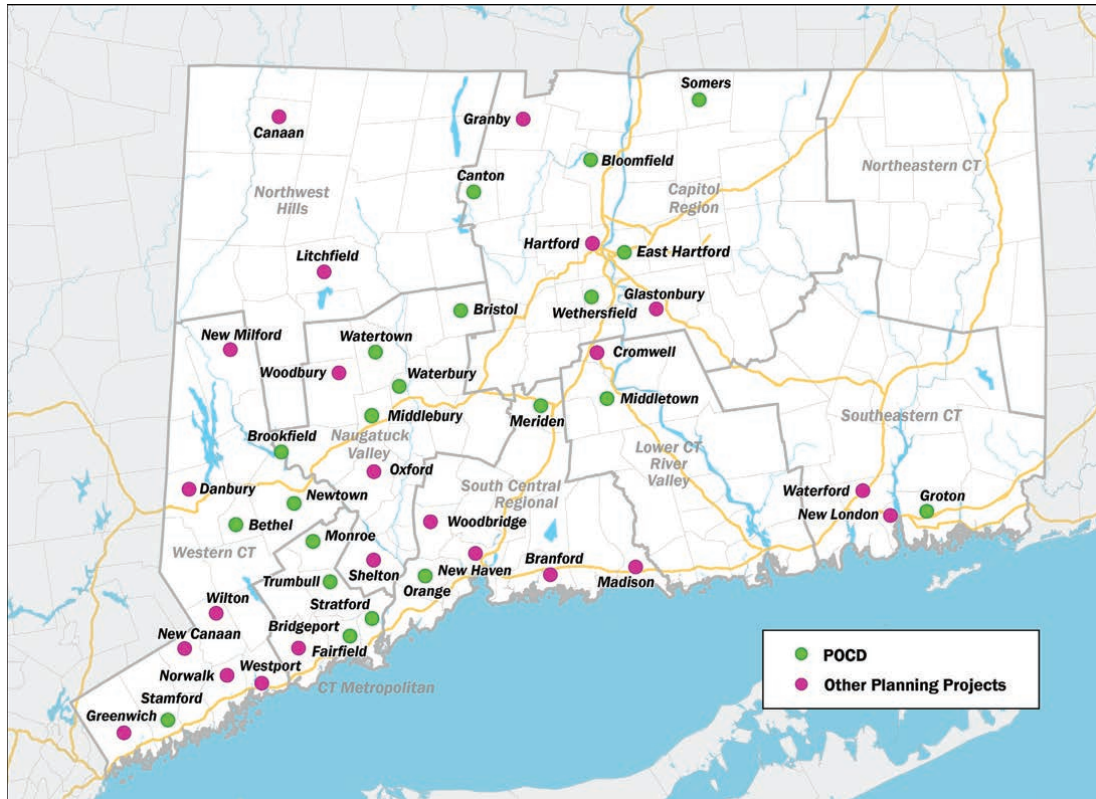 Somers
Canaan
Granby
Bloomfield
Northeastern CT
Canton
Northwest
Hills
Capitol
Region
Hartford
East Hartford
Litchfield
Glastonbury
Bristol
Wethersfield
New Milford
Watertown
Cromwell
Woodbury
Waterbury
Middletown
Middlebury
Meriden
Southeastern CT
Brookfield
Naugatuck
Valley
Lower CT
River
Valley
Oxford
South Central
Regional
Danbury
Newtown
Waterford
Groton
New London
Woodbridge
Bethel
Monroe
Western CT
Shelton
New Haven
Branford
Madison
Trumbull
Orange
Stratford
Wilton
Bridgeport
New Canaan
Fairfield
Norwalk
Westport
CT Metropolitan
Stamford
Greenwich
POCD
Other Planning Projects